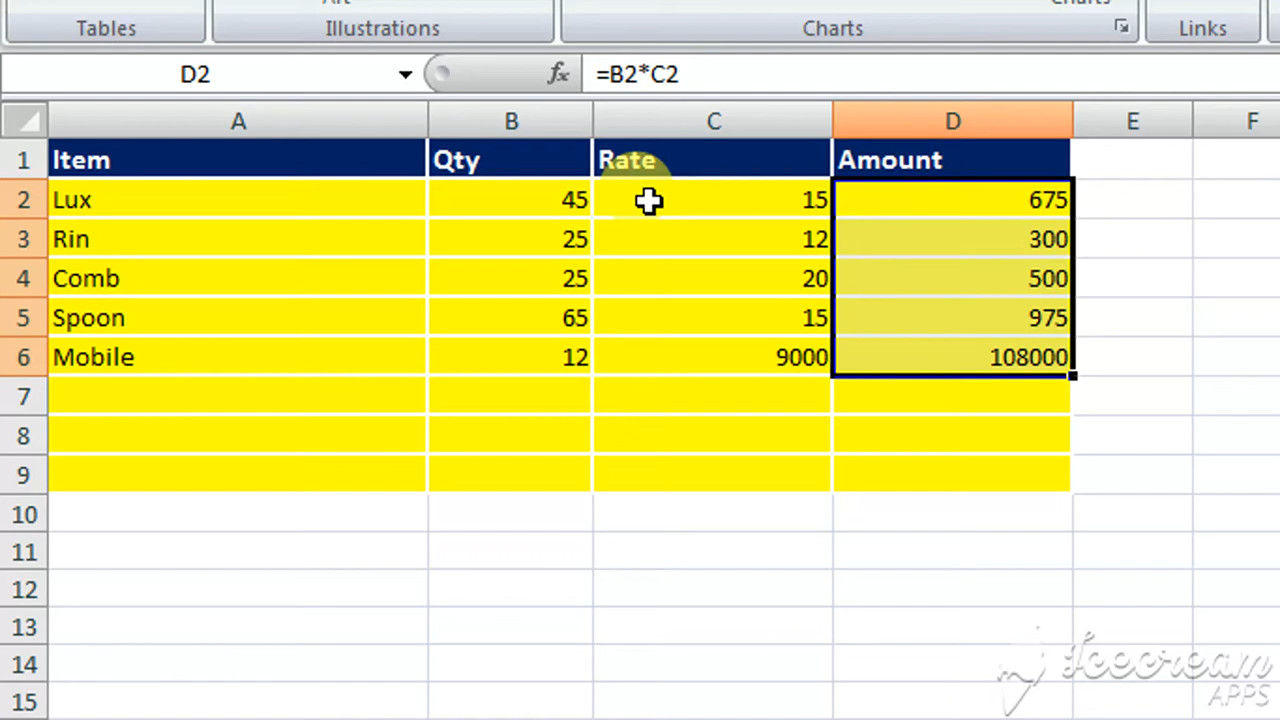 Tables Illustrations Charts Links
D2 fx =B2*C2
A B C D E F
1 Item Qty Rate Amount
2 Lux 45 15 675
3 Rin 25 12 300
4 Comb 25 20 500
5 Spoon 65 15 975
6 Mobile 12 9000 108000
7
8
9
10
11
12
13
14
15
Icecream
APPS